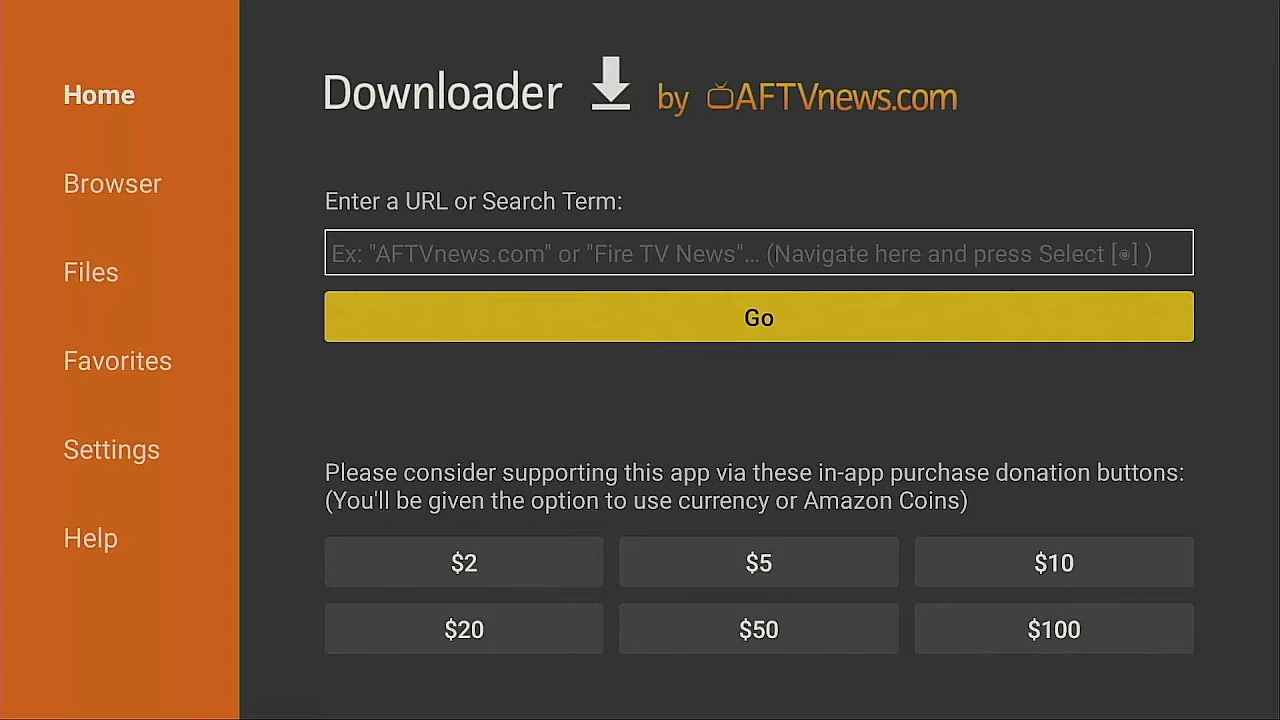 Home
Browser
Files
Favorites
Settings
Help
Downloader by AFTVnews.com
Enter a URL or Search Term:
Ex: "AFTVnews.com" or "Fire TV News"... (Navigate here and press Select [◉] )
Go
Please consider supporting this app via these in-app purchase donation buttons:
(You'll be given the option to use currency or Amazon Coins)
$2 $5 $10
$20 $50 $100